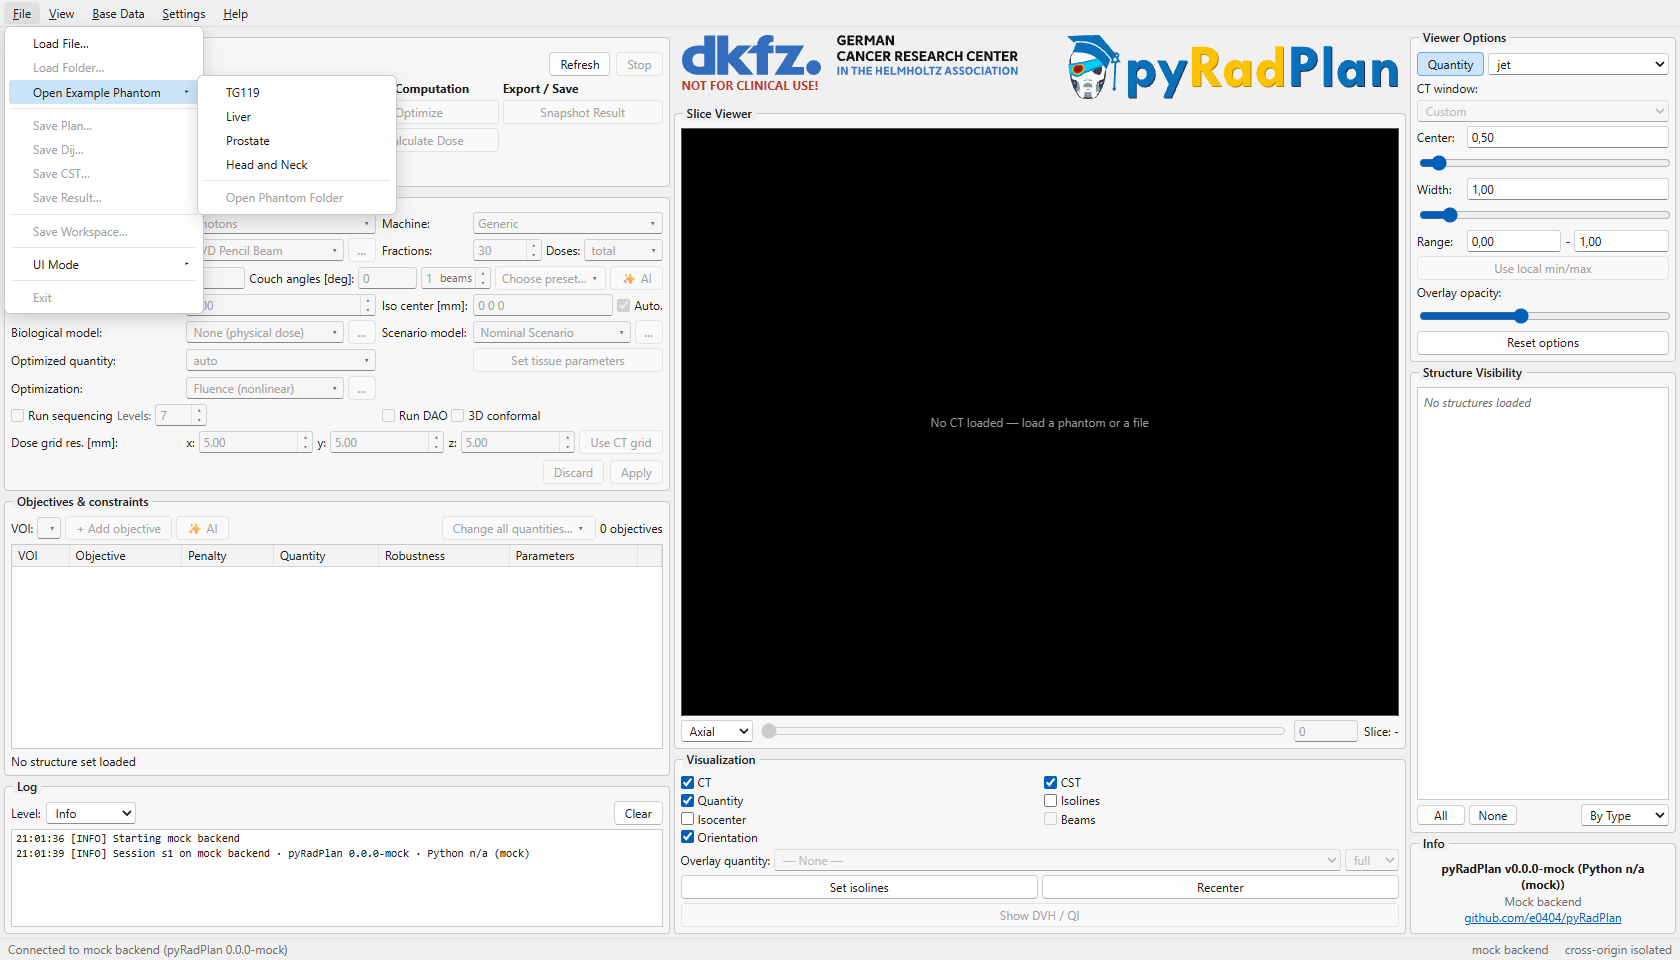 File View Base Data Settings Help
Load File...
Load Folder...
Open Example Phantom
Save Plan...
Save Dij...
Save CST...
Save Result...
Save Workspace...
UI Mode
Exit
TG119
Liver
Prostate
Head and Neck
Open Phantom Folder
Refresh Stop
Computation Export / Save
Optimize Snapshot Result
lculate Dose
otons Machine: Generic
/D Pencil Beam ... Fractions: 30 Doses: total
Couch angles [deg]: 0 1 beams Choose preset... AI
00 Iso center [mm]: 0 0 0 Auto.
Biological model: None (physical dose) ... Scenario model: Nominal Scenario ...
Optimized quantity: auto Set tissue parameters
Optimization: Fluence (nonlinear) ...
Run sequencing Levels: 7 Run DAO 3D conformal
Dose grid res. [mm]: x: 5.00 y: 5.00 z: 5.00 Use CT grid
Discard Apply
Objectives & constraints
VOI: + Add objective AI Change all quantities... 0 objectives
VOI Objective Penalty Quantity Robustness Parameters
No structure set loaded
Log
Level: Info Clear
21:01:36 [INFO] Starting mock backend
21:01:39 [INFO] Session s1 on mock backend · pyRadPlan 0.0.0-mock · Python n/a (mock)
dkfz.
NOT FOR CLINICAL USE!
GERMAN
CANCER RESEARCH CENTER
IN THE HELMHOLTZ ASSOCIATION
pyRadPlan
Slice Viewer
No CT loaded — load a phantom or a file
Axial 0 Slice: -
Visualization
CT CST
Quantity Isolines
Isocenter Beams
Orientation
Overlay quantity: — None — full
Set isolines Recenter
Show DVH / QI
Viewer Options
Quantity jet
CT window:
Custom
Center: 0,50
Width: 1,00
Range: 0,00 - 1,00
Use local min/max
Overlay opacity:
Reset options
Structure Visibility
No structures loaded
All None By Type
Info
pyRadPlan v0.0.0-mock (Python n/a
(mock))
Mock backend
github.com/e0404/pyRadPlan
Connected to mock backend (pyRadPlan 0.0.0-mock) mock backend cross-origin isolated